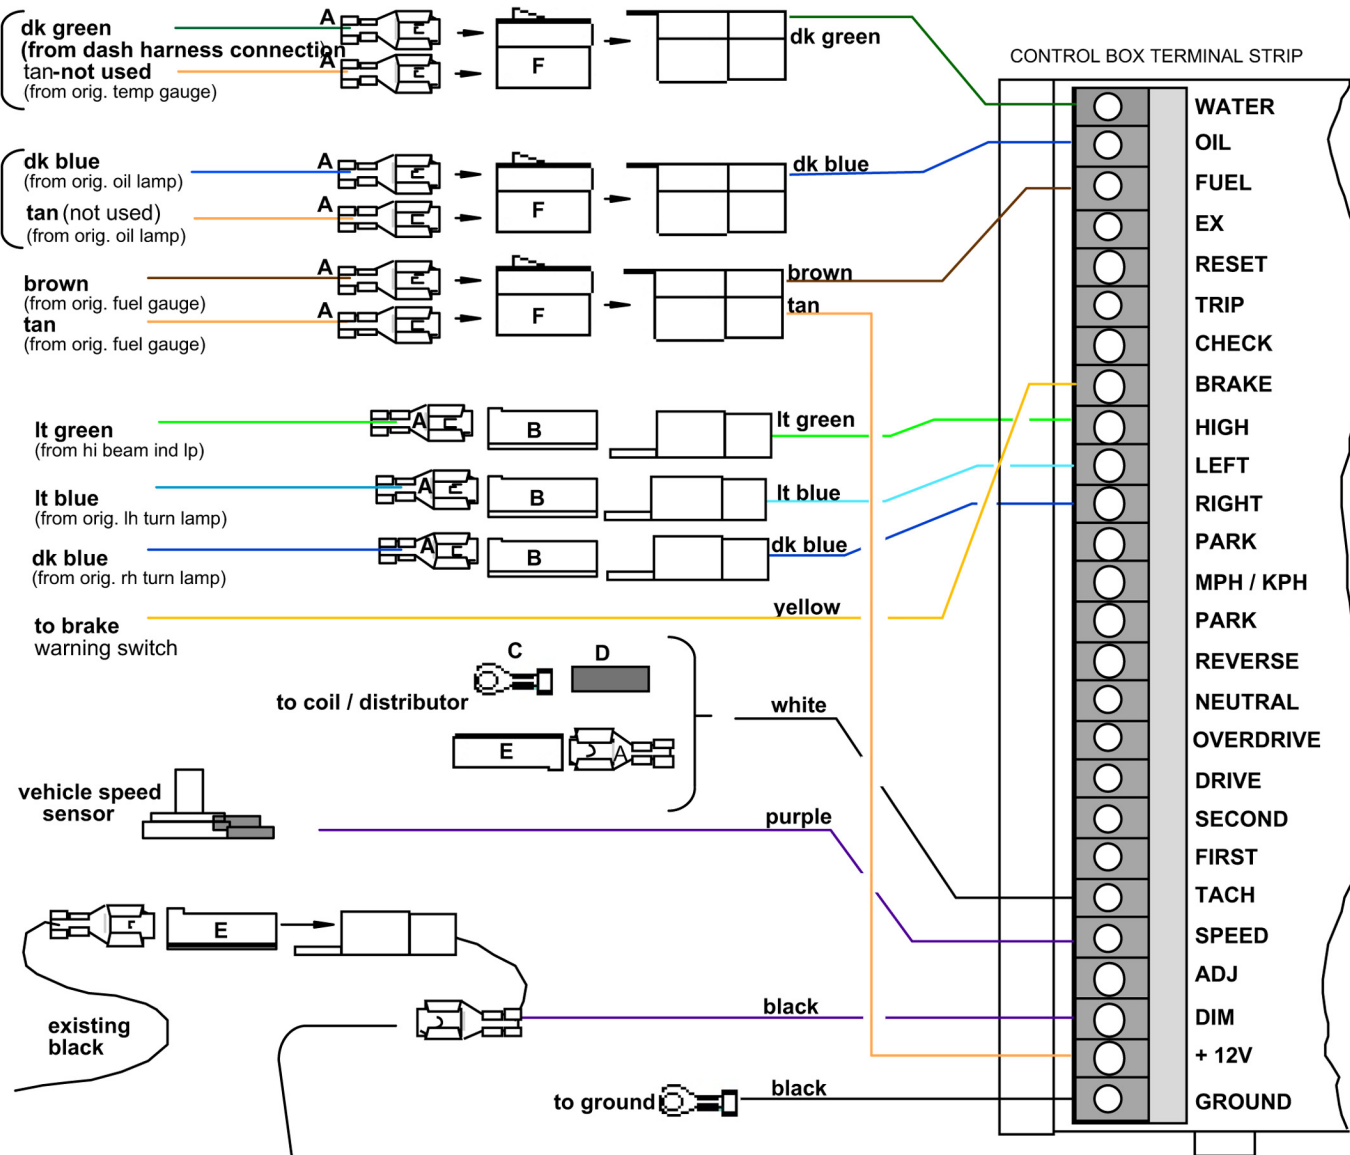 A
dk green
(from dash harness connection
A
tan-not used
(from orig. temp gauge)
E
E
F
dk green
dk blue
(from orig. oil lamp)
A
tan (not used)
(from orig. oil lamp)
A
E
E
F
dk blue
brown
(from orig. fuel gauge)
A
tan
(from orig. fuel gauge)
A
E
E
F
brown
tan
lt green
(from hi beam ind lp)
A
B
lt green
lt blue
(from orig. lh turn lamp)
A
B
lt blue
dk blue
(from orig. rh turn lamp)
A
B
dk blue
to brake
warning switch
yellow
C
D
to coil / distributor
E
A
white
vehicle speed
sensor
purple
E
existing
black
black
to ground
black
CONTROL BOX TERMINAL STRIP
WATER
OIL
FUEL
EX
RESET
TRIP
CHECK
BRAKE
HIGH
LEFT
RIGHT
PARK
MPH / KPH
PARK
REVERSE
NEUTRAL
OVERDRIVE
DRIVE
SECOND
FIRST
TACH
SPEED
ADJ
DIM
+ 12V
GROUND